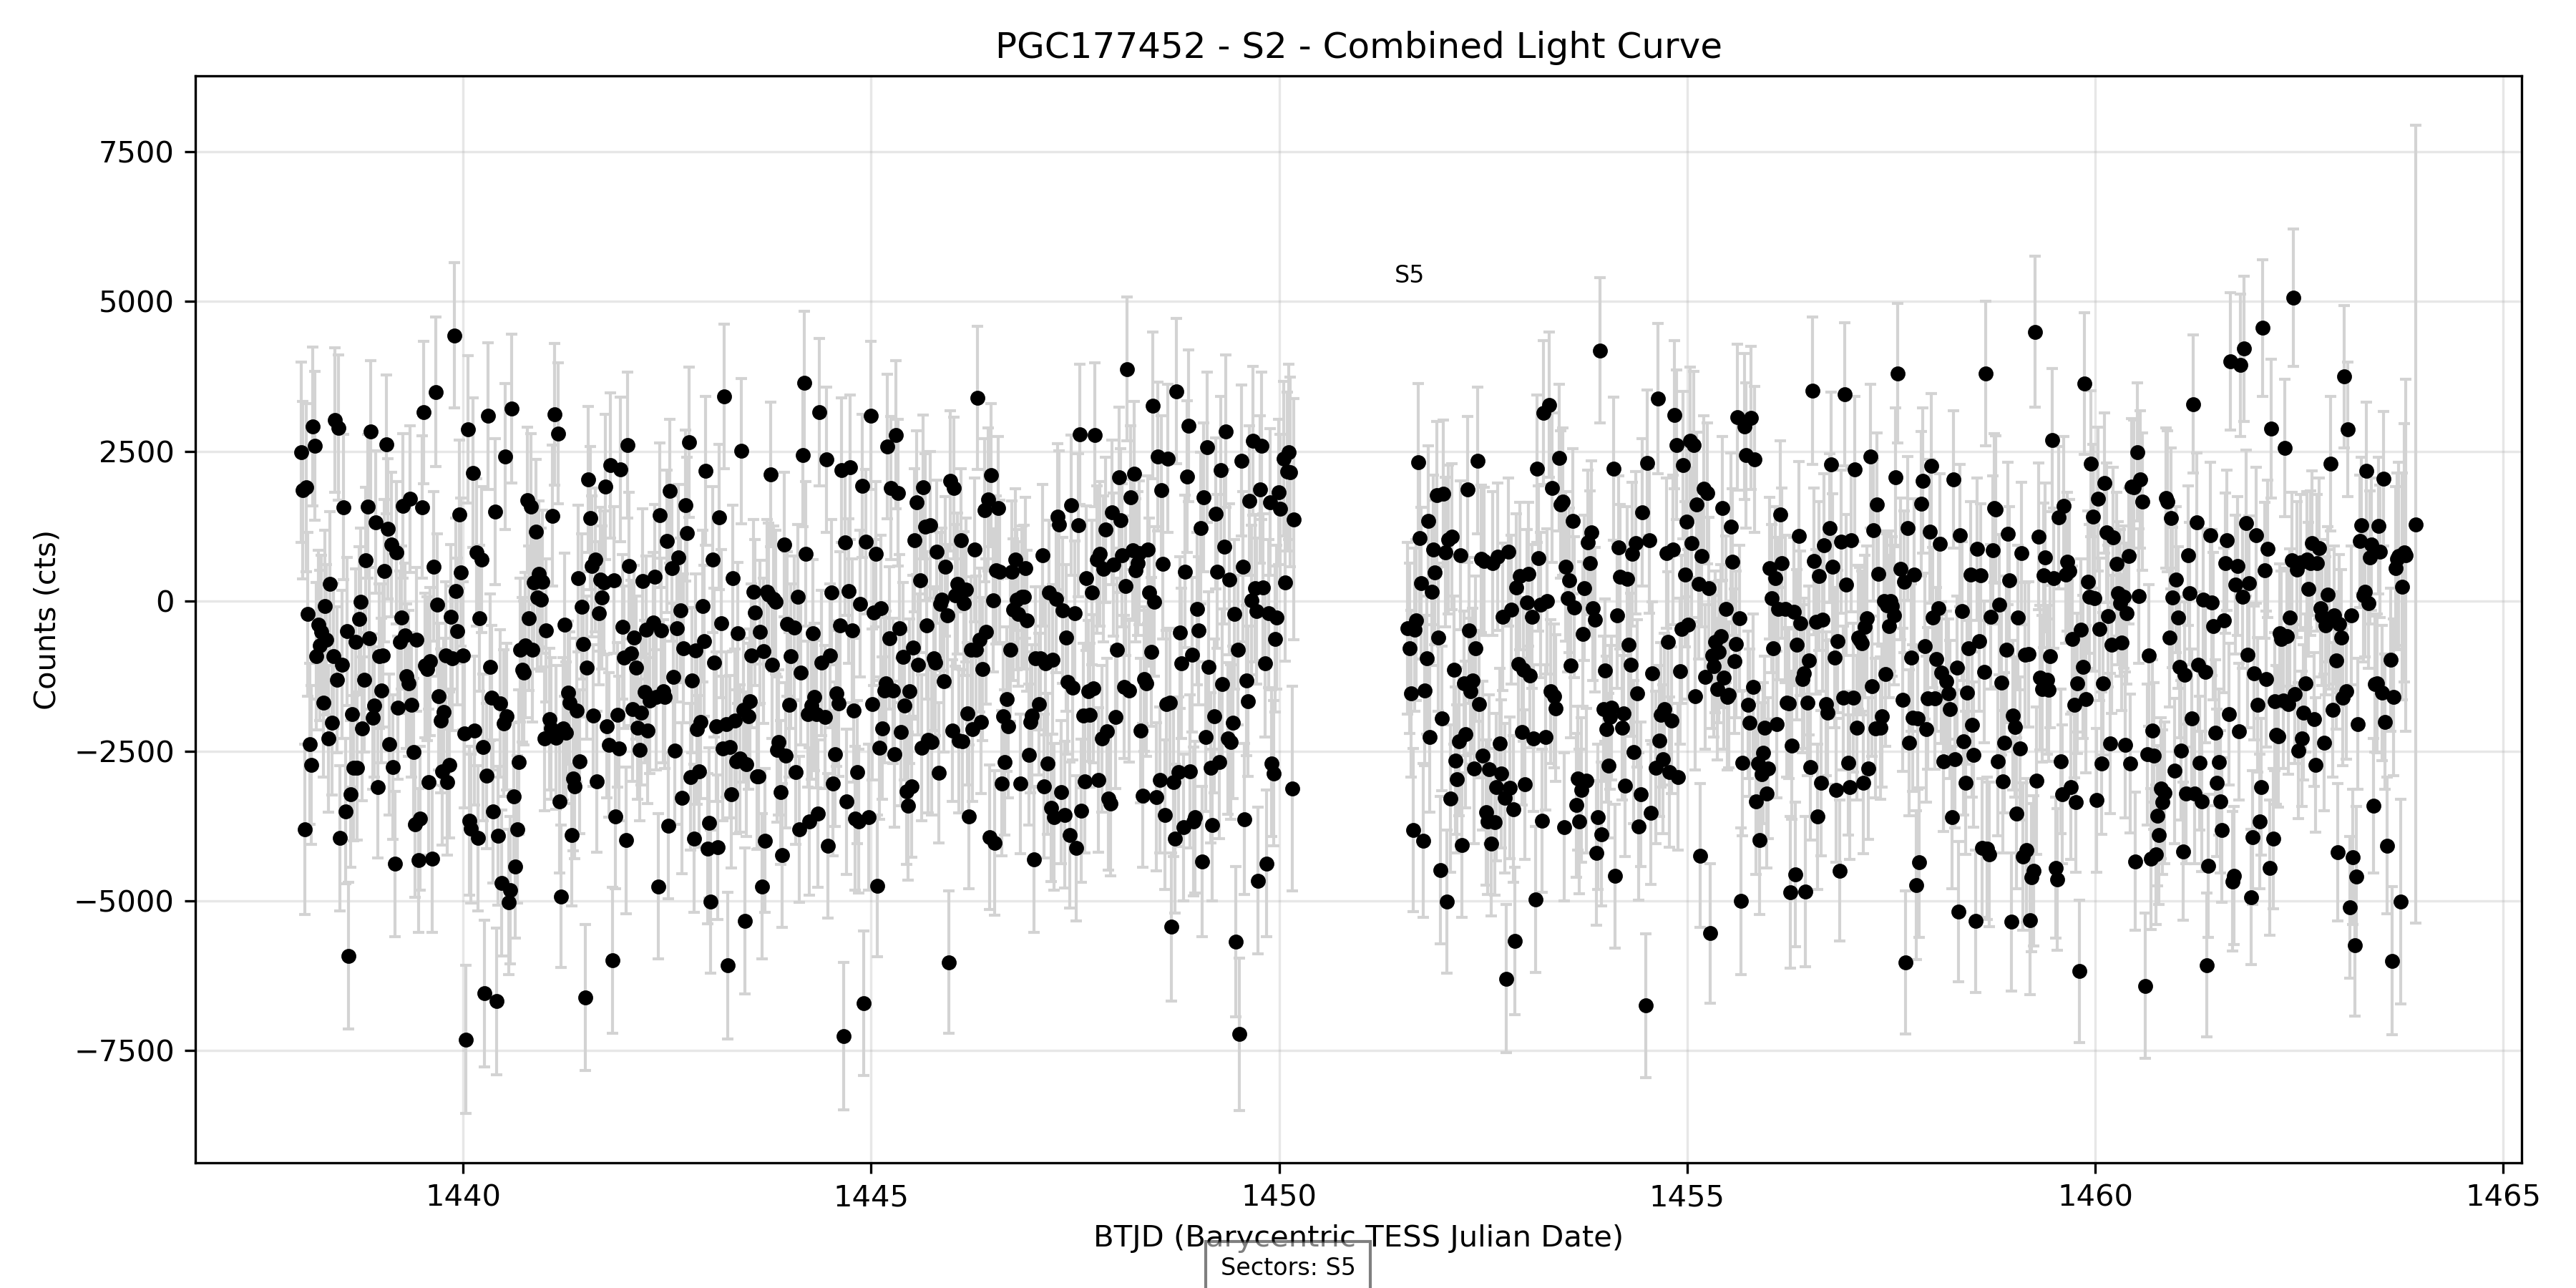 PGC177452 - S2 - Combined Light Curve
Counts (cts)
7500
5000
2500
0
−2500
−5000
−7500
S5
1440 1445 1450 1455 1460 1465
BTJD (Barycentric TESS Julian Date)
Sectors: S5